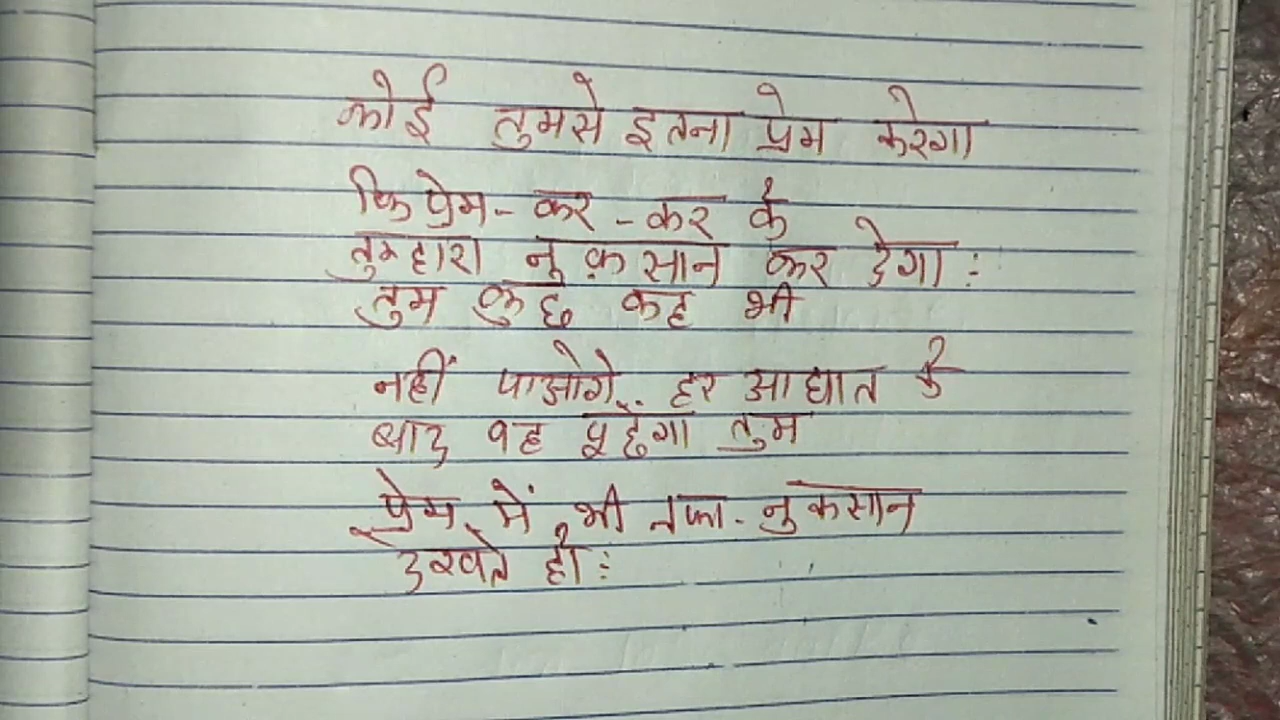 कोई तुमसे इतना प्रेम करेगा
कि प्रेम - कर - कर के
तुम्हारा नुक़सान कर देगा :
तुम कुछ कह भी
नहीं पाओगे.. हर आघात के
बाद वह पूछेगा तुम
प्रेम में भी नफा - नुकसान
देखते हो :